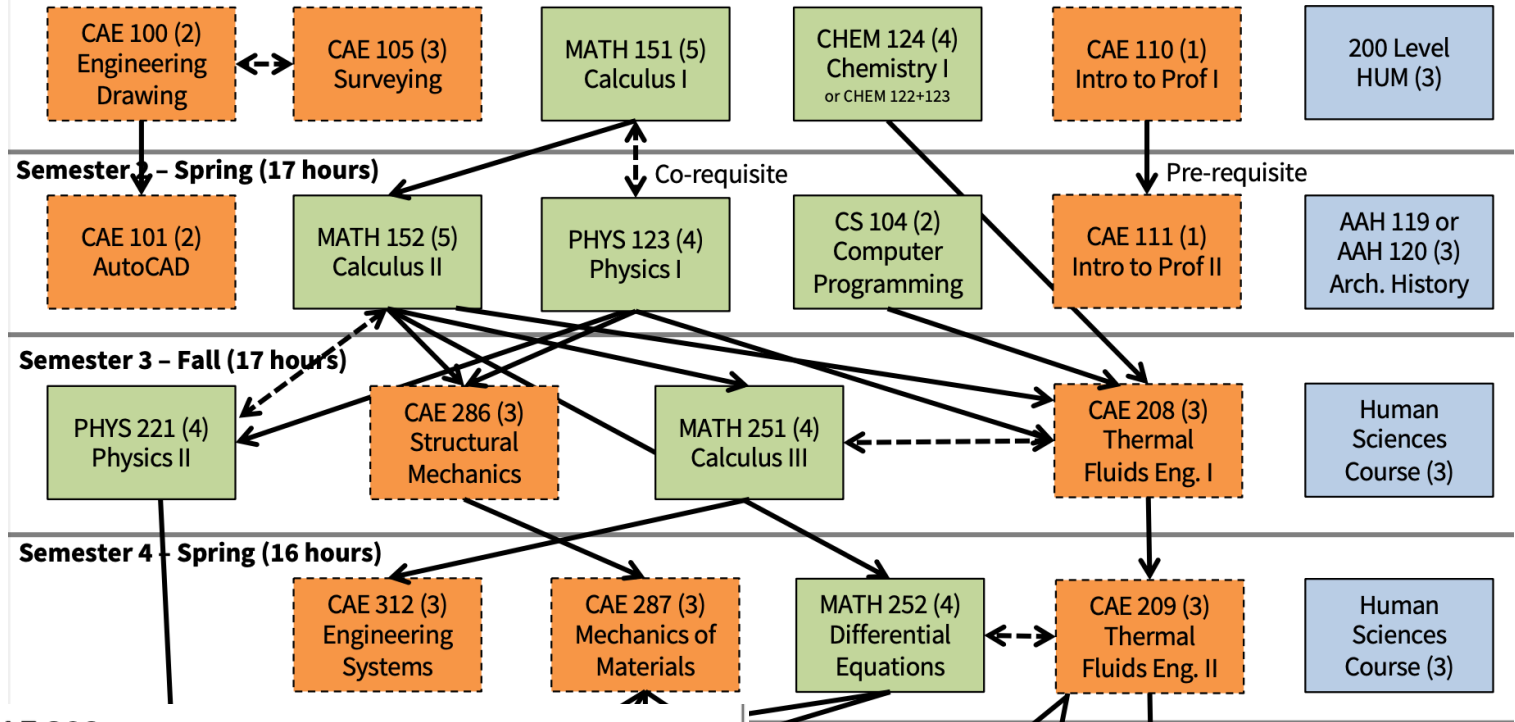 CAE 100 (2)
Engineering
Drawing
CAE 105 (3)
Surveying
MATH 151 (5)
Calculus I
CHEM 124 (4)
Chemistry I
or CHEM 122+123
CAE 110 (1)
Intro to Prof I
200 Level
HUM (3)
Semester 2 – Spring (17 hours)
Co-requisite
Pre-requisite
CAE 101 (2)
AutoCAD
MATH 152 (5)
Calculus II
PHYS 123 (4)
Physics I
CS 104 (2)
Computer
Programming
CAE 111 (1)
Intro to Prof II
AAH 119 or
AAH 120 (3)
Arch. History
Semester 3 – Fall (17 hours)
PHYS 221 (4)
Physics II
CAE 286 (3)
Structural
Mechanics
MATH 251 (4)
Calculus III
CAE 208 (3)
Thermal
Fluids Eng. I
Human
Sciences
Course (3)
Semester 4 – Spring (16 hours)
CAE 312 (3)
Engineering
Systems
CAE 287 (3)
Mechanics of
Materials
MATH 252 (4)
Differential
Equations
CAE 209 (3)
Thermal
Fluids Eng. II
Human
Sciences
Course (3)